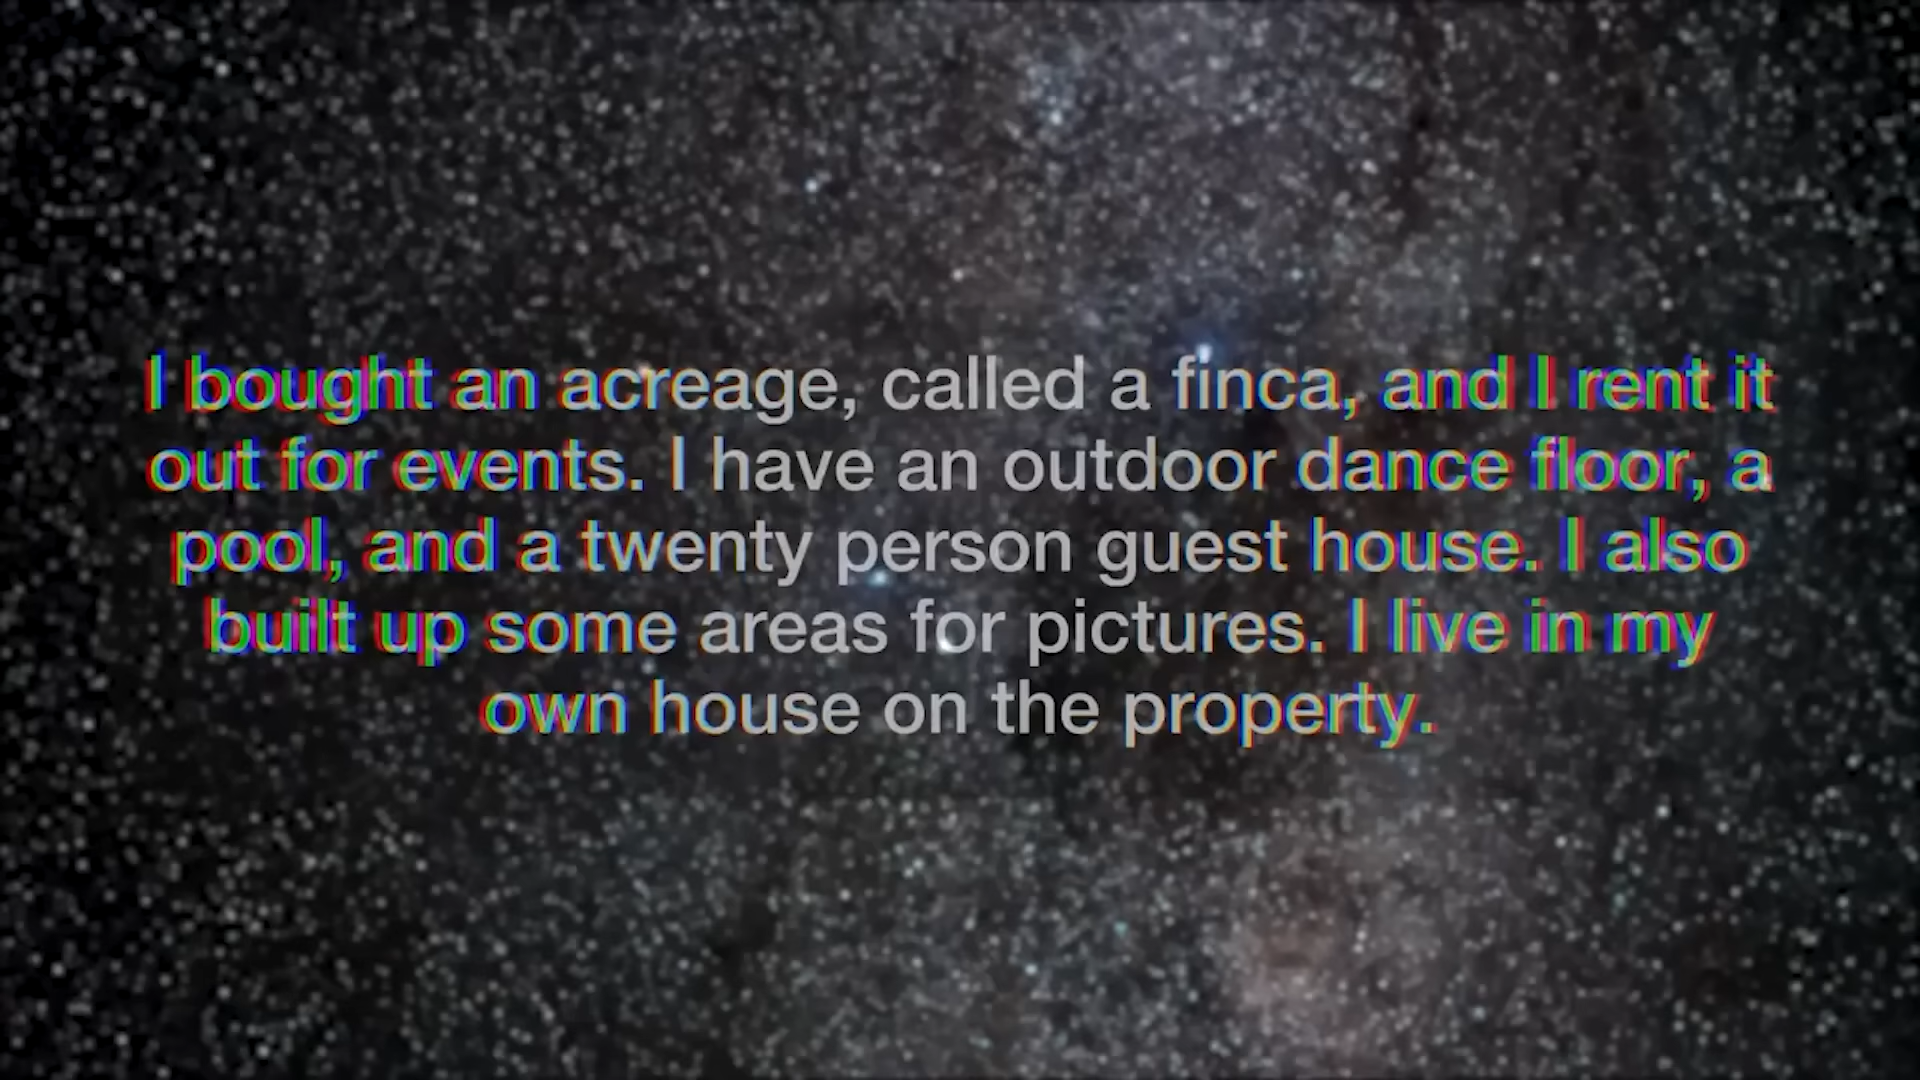 I bought an acreage, called a finca, and I rent it
out for events. I have an outdoor dance floor, a
pool, and a twenty person guest house. I also
built up some areas for pictures. I live in my
own house on the property.